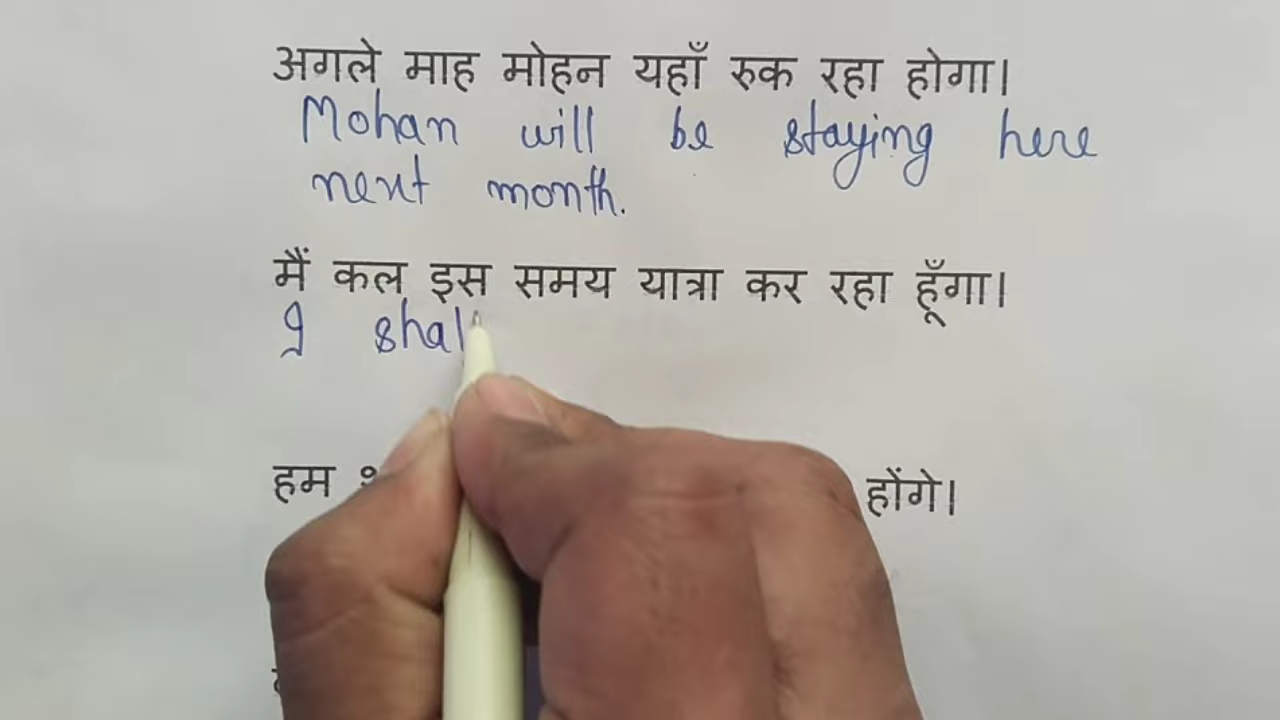 अगले माह मोहन यहाँ रुक रहा होगा।
Mohan will be staying here
next month.
मैं कल इस समय यात्रा कर रहा हूँगा।
I shal
हम होंगे।